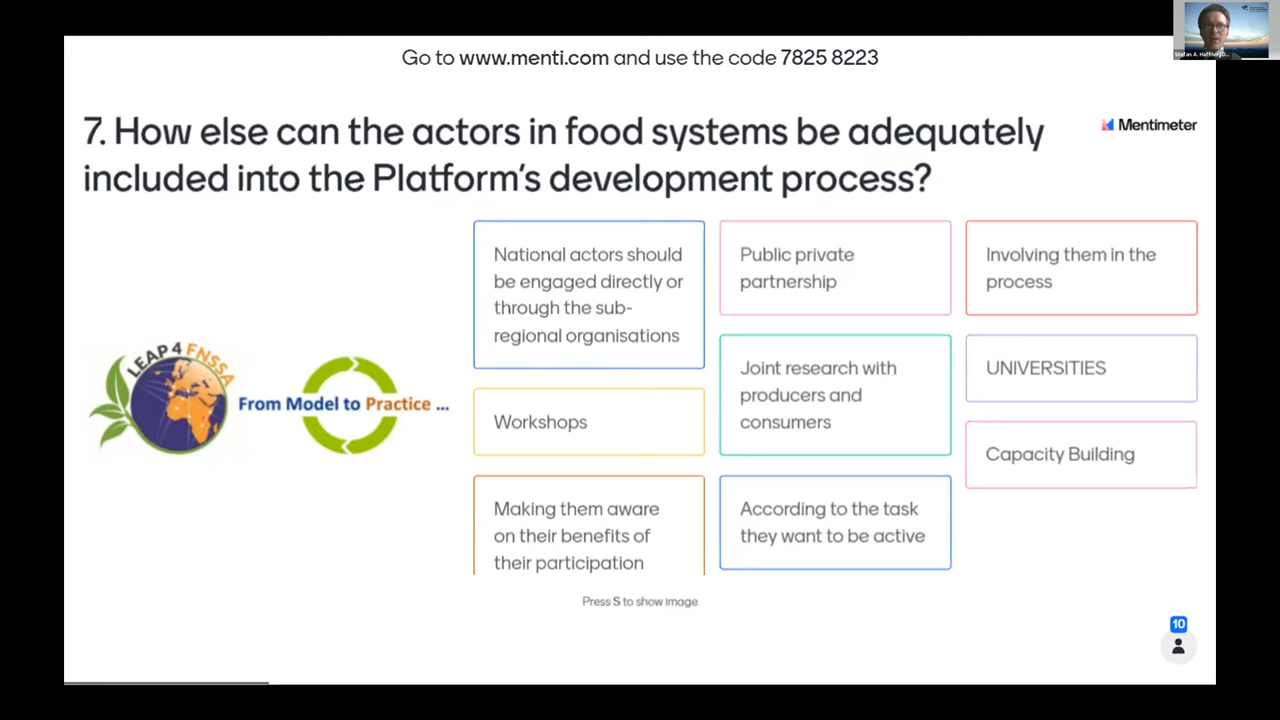 Go to www.menti.com and use the code 7825 8223
7. How else can the actors in food systems be adequately
included into the Platform's development process?
Mentimeter
LEAP 4 FNSSA
From Model to Practice ...
National actors should
be engaged directly or
through the sub-
regional organisations
Workshops
Making them aware
on their benefits of
their participation
Public private
partnership
Joint research with
producers and
consumers
According to the task
they want to be active
Involving them in the
process
UNIVERSITIES
Capacity Building
Press S to show image
10
Stefan A. Haffner